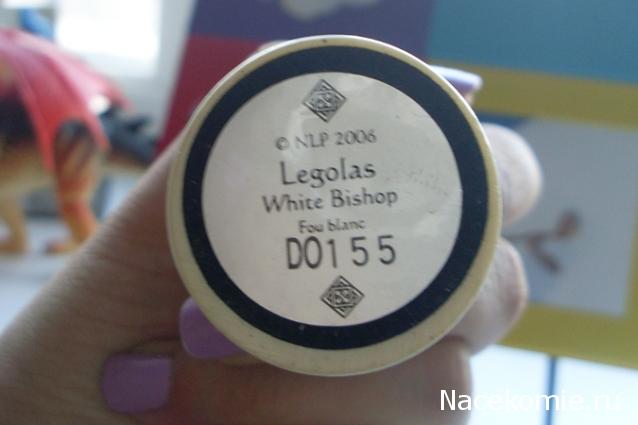 © NLP 2006
Legolas
White Bishop
Fou blanc
D0155
Nacekomie.ru